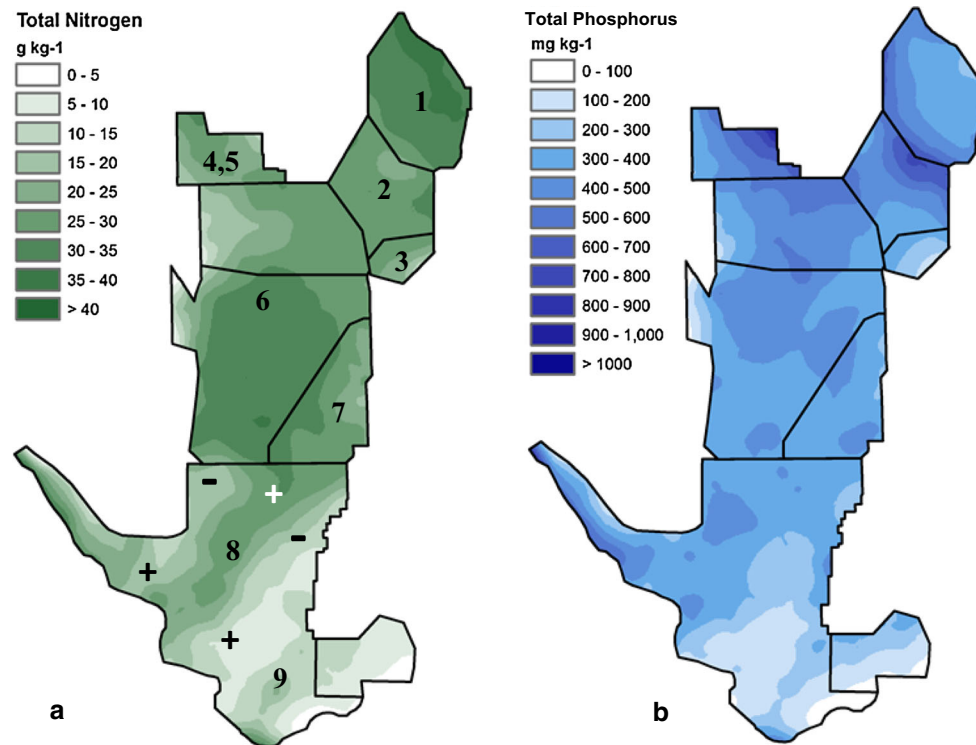 Total Nitrogen
g kg-1
0 - 5
5 - 10
10 - 15
15 - 20
20 - 25
25 - 30
30 - 35
35 - 40
> 40
1
4,5
2
3
6
7
-
+
-
8
+
+
9
a
Total Phosphorus
mg kg-1
0 - 100
100 - 200
200 - 300
300 - 400
400 - 500
500 - 600
600 - 700
700 - 800
800 - 900
900 - 1,000
> 1000
b